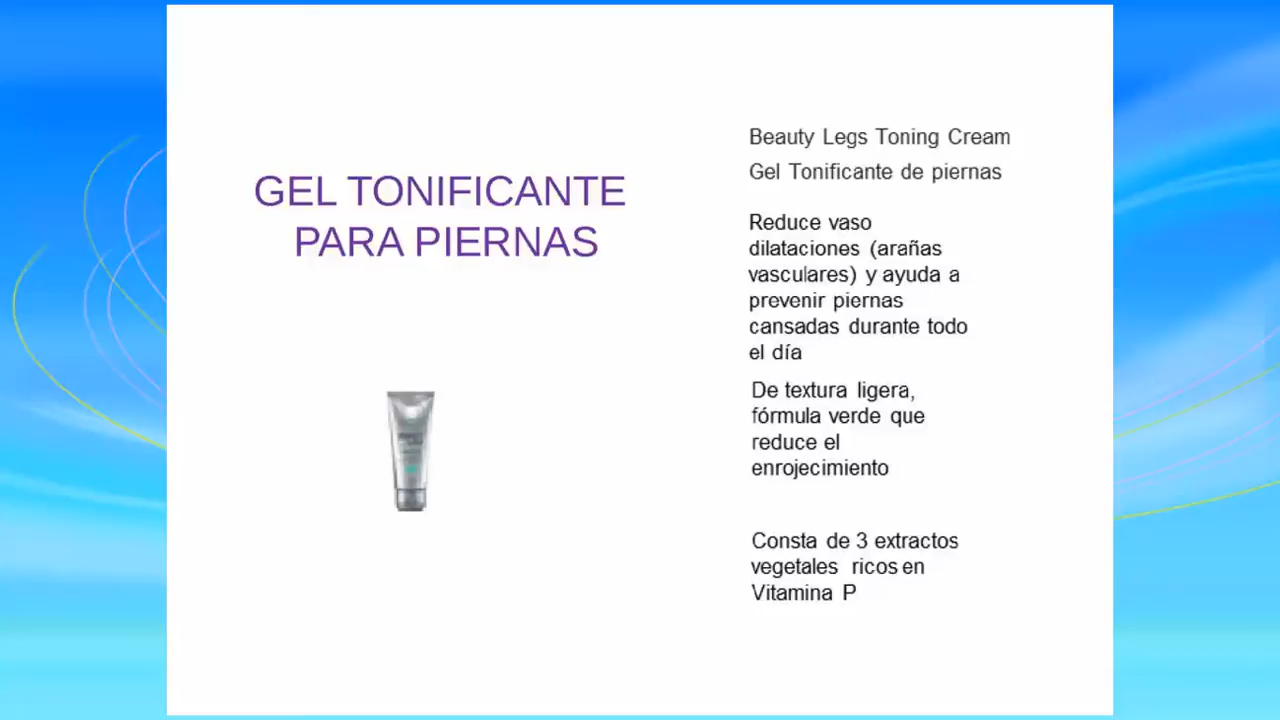 GEL TONIFICANTE
PARA PIERNAS
Beauty Legs Toning Cream
Gel Tonificante de piernas
Reduce vaso
dilataciones (arañas
vasculares) y ayuda a
prevenir piernas
cansadas durante todo
el día
De textura ligera,
fórmula verde que
reduce el
enrojecimiento
Consta de 3 extractos
vegetales ricos en
Vitamina P